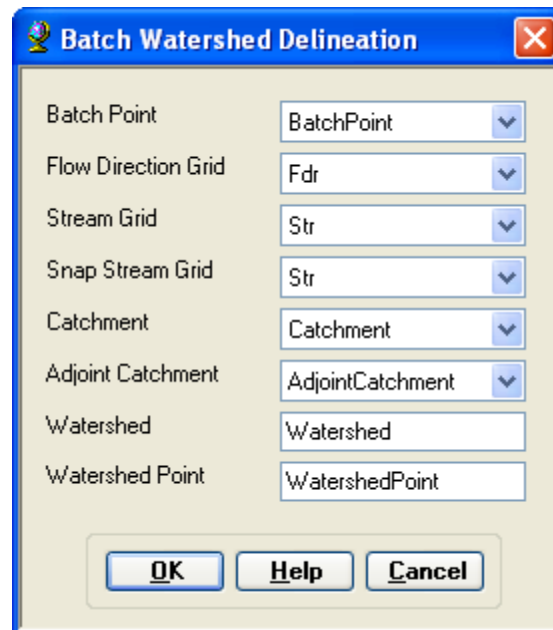 Batch Watershed Delineation
Batch Point BatchPoint
Flow Direction Grid Fdr
Stream Grid Str
Snap Stream Grid Str
Catchment Catchment
Adjoint Catchment AdjointCatchment
Watershed Watershed
Watershed Point WatershedPoint
OK Help Cancel